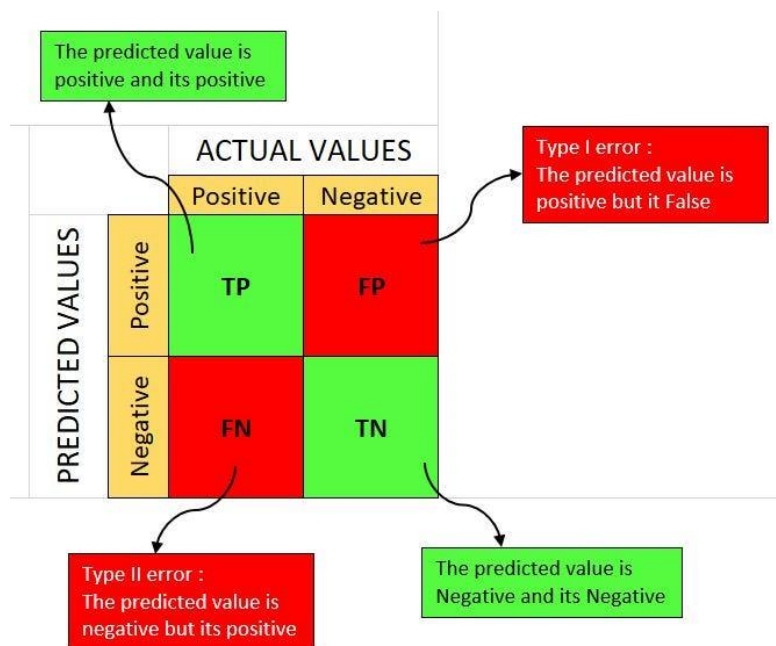 The predicted value is
positive and its positive
ACTUAL VALUES
Type I error :
The predicted value is
positive but it False
Positive
Negative
PREDICTED VALUES
Positive
TP
FP
Negative
FN
TN
Type II error :
The predicted value is
negative but its positive
The predicted value is
Negative and its Negative